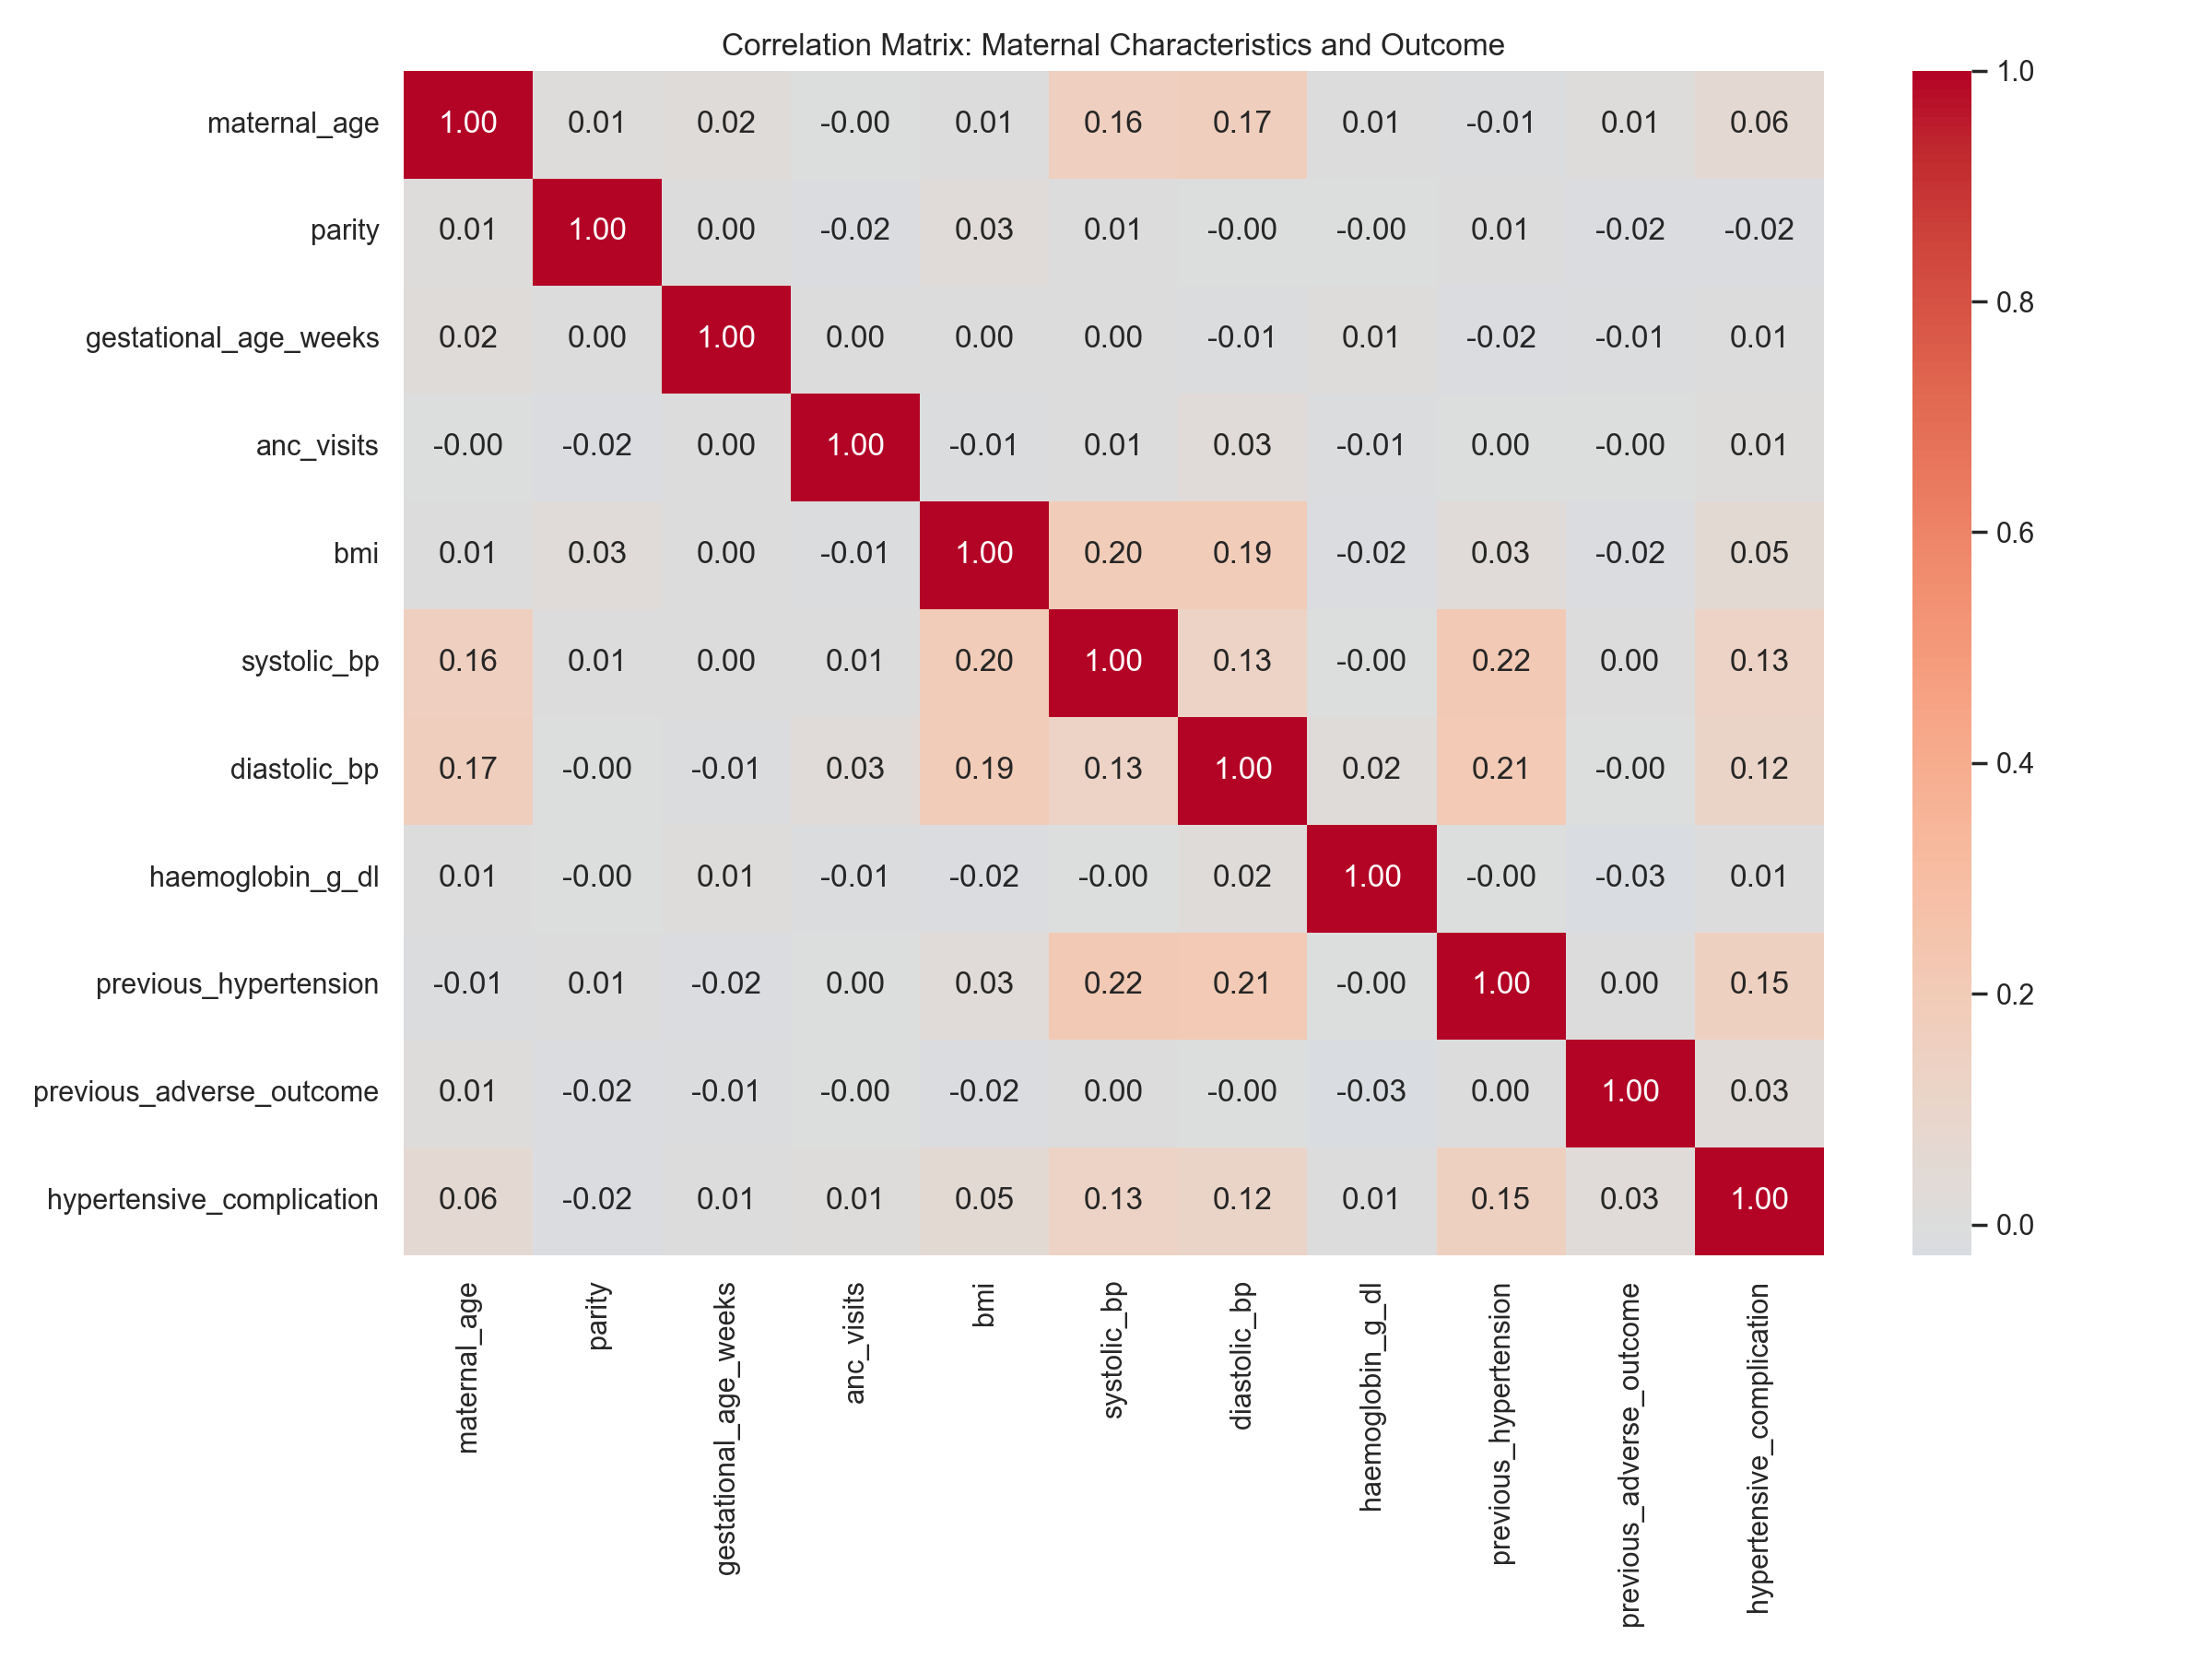 Correlation Matrix: Maternal Characteristics and Outcome
maternal_age 1.00 0.01 0.02 -0.00 0.01 0.16 0.17 0.01 -0.01 0.01 0.06
parity 0.01 1.00 0.00 -0.02 0.03 0.01 -0.00 -0.00 0.01 -0.02 -0.02
gestational_age_weeks 0.02 0.00 1.00 0.00 0.00 0.00 -0.01 0.01 -0.02 -0.01 0.01
anc_visits -0.00 -0.02 0.00 1.00 -0.01 0.01 0.03 -0.01 0.00 -0.00 0.01
bmi 0.01 0.03 0.00 -0.01 1.00 0.20 0.19 -0.02 0.03 -0.02 0.05
systolic_bp 0.16 0.01 0.00 0.01 0.20 1.00 0.13 -0.00 0.22 0.00 0.13
diastolic_bp 0.17 -0.00 -0.01 0.03 0.19 0.13 1.00 0.02 0.21 -0.00 0.12
haemoglobin_g_dl 0.01 -0.00 0.01 -0.01 -0.02 -0.00 0.02 1.00 -0.00 -0.03 0.01
previous_hypertension -0.01 0.01 -0.02 0.00 0.03 0.22 0.21 -0.00 1.00 0.00 0.15
previous_adverse_outcome 0.01 -0.02 -0.01 -0.00 -0.02 0.00 -0.00 -0.03 0.00 1.00 0.03
hypertensive_complication 0.06 -0.02 0.01 0.01 0.05 0.13 0.12 0.01 0.15 0.03 1.00
maternal_age
parity
gestational_age_weeks
anc_visits
bmi
systolic_bp
diastolic_bp
haemoglobin_g_dl
previous_hypertension
previous_adverse_outcome
hypertensive_complication
1.0
0.8
0.6
0.4
0.2
0.0